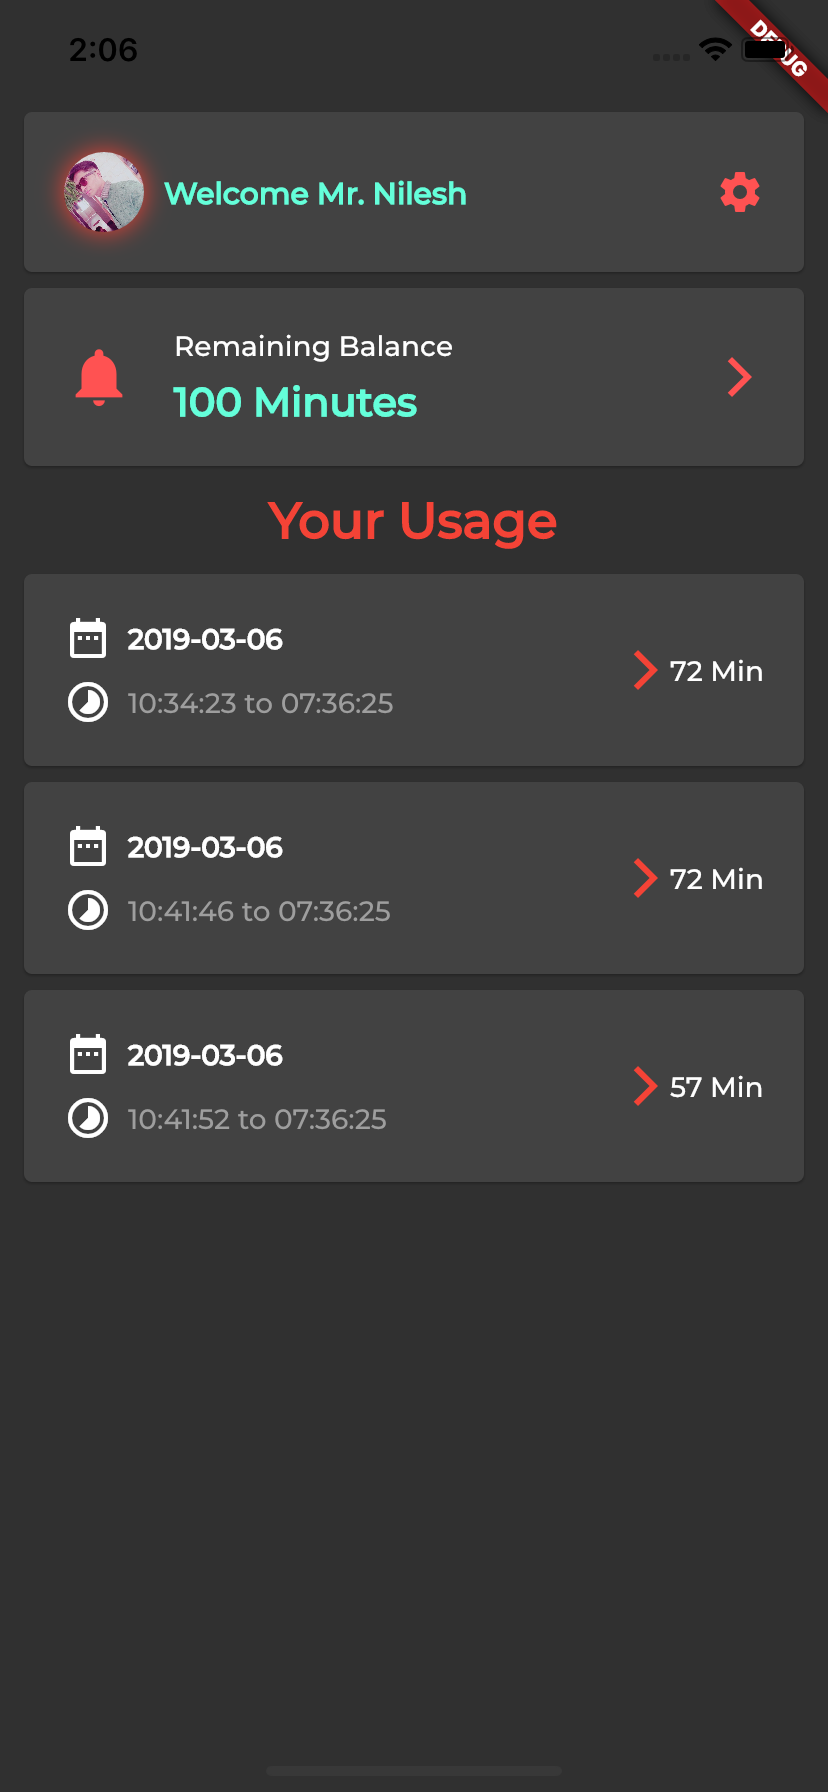 2:06
DEBUG
Welcome Mr. Nilesh
Remaining Balance
100 Minutes
Your Usage
2019-03-06
10:34:23 to 07:36:25
72 Min
2019-03-06
10:41:46 to 07:36:25
72 Min
2019-03-06
10:41:52 to 07:36:25
57 Min